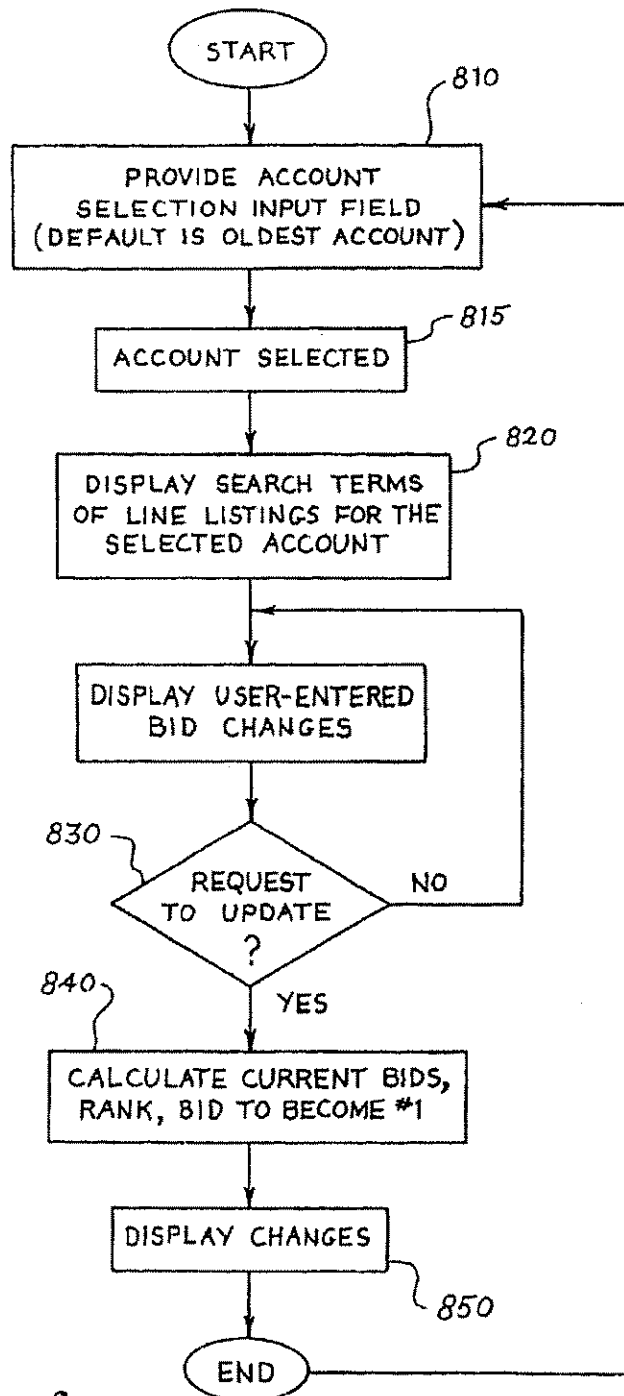 START
810
PROVIDE ACCOUNT
SELECTION INPUT FIELD
(DEFAULT IS OLDEST ACCOUNT)
815
ACCOUNT SELECTED
820
DISPLAY SEARCH TERMS
OF LINE LISTINGS FOR THE
SELECTED ACCOUNT
DISPLAY USER-ENTERED
BID CHANGES
830
REQUEST
TO UPDATE
?
NO
YES
840
CALCULATE CURRENT BIDS,
RANK, BID TO BECOME #1
DISPLAY CHANGES
850
END